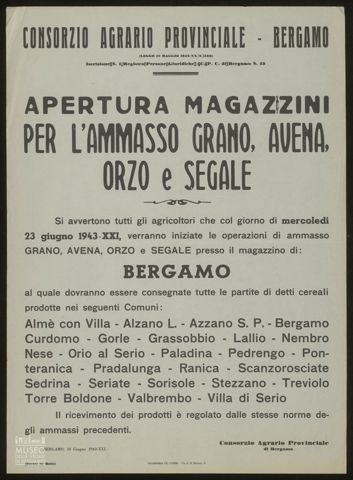 CONSORZIO AGRARIO PROVINCIALE - BERGAMO
APERTURA MAGAZZINI
PER L'AMMASSO GRANO, AVENA,
ORZO e SEGALE
Si avvertono tutti gli agricoltori che col giorno di mercoledì
23 giugno 1943-XXI, verranno iniziate le operazioni di ammasso
GRANO, AVENA, ORZO e SEGALE presso il magazzino di:
BERGAMO
al quale dovranno essere consegnate tutte le partite di detti cereali
prodotte nei seguenti Comuni:
Almè con Villa - Alzano L. - Azzano S. P. - Bergamo
Curdomo - Gorle - Grassobbio - Lallio - Nembro
Nese - Orio al Serio - Paladina - Pedrengo - Pon-
teranica - Pradalunga - Ranica - Scanzorosciate
Sedrina - Seriate - Sorisole - Stezzano - Treviolo
Torre Boldone - Valbrembo - Villa di Serio
Il ricevimento dei prodotti è regolato dalle stesse norme de-
gli ammassi precedenti.
Consorzio Agrario Provinciale
di Bergamo
BERGAMO, Giugno 1943-XXI
MUSEO